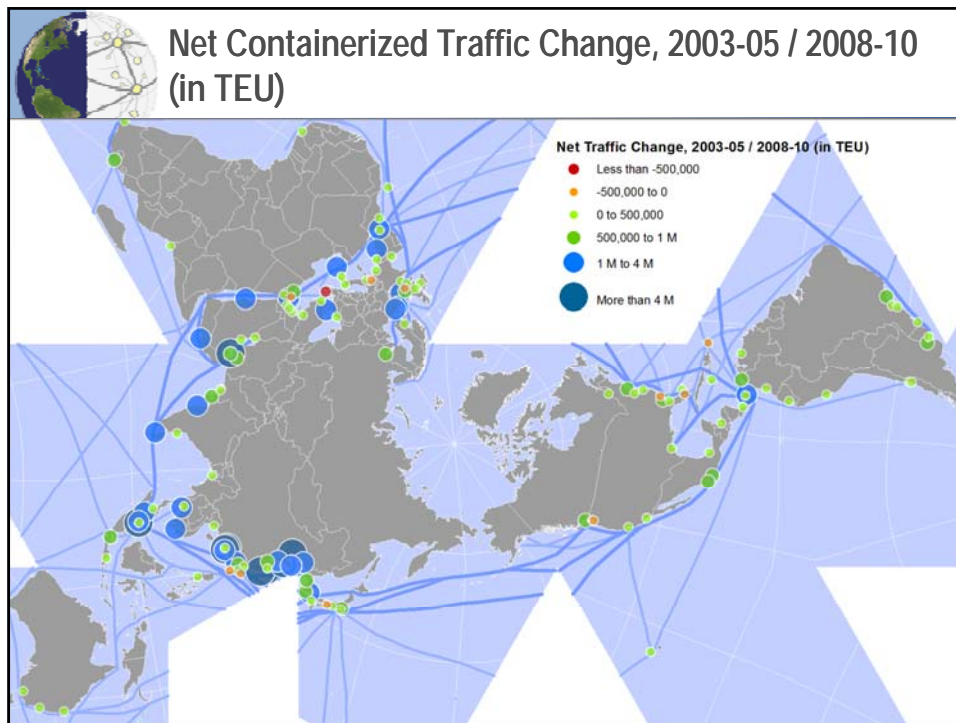 Net Containerized Traffic Change, 2003-05 / 2008-10
(in TEU)
Net Traffic Change, 2003-05 / 2008-10 (in TEU)
Less than -500,000
-500,000 to 0
0 to 500,000
500,000 to 1 M
1 M to 4 M
More than 4 M